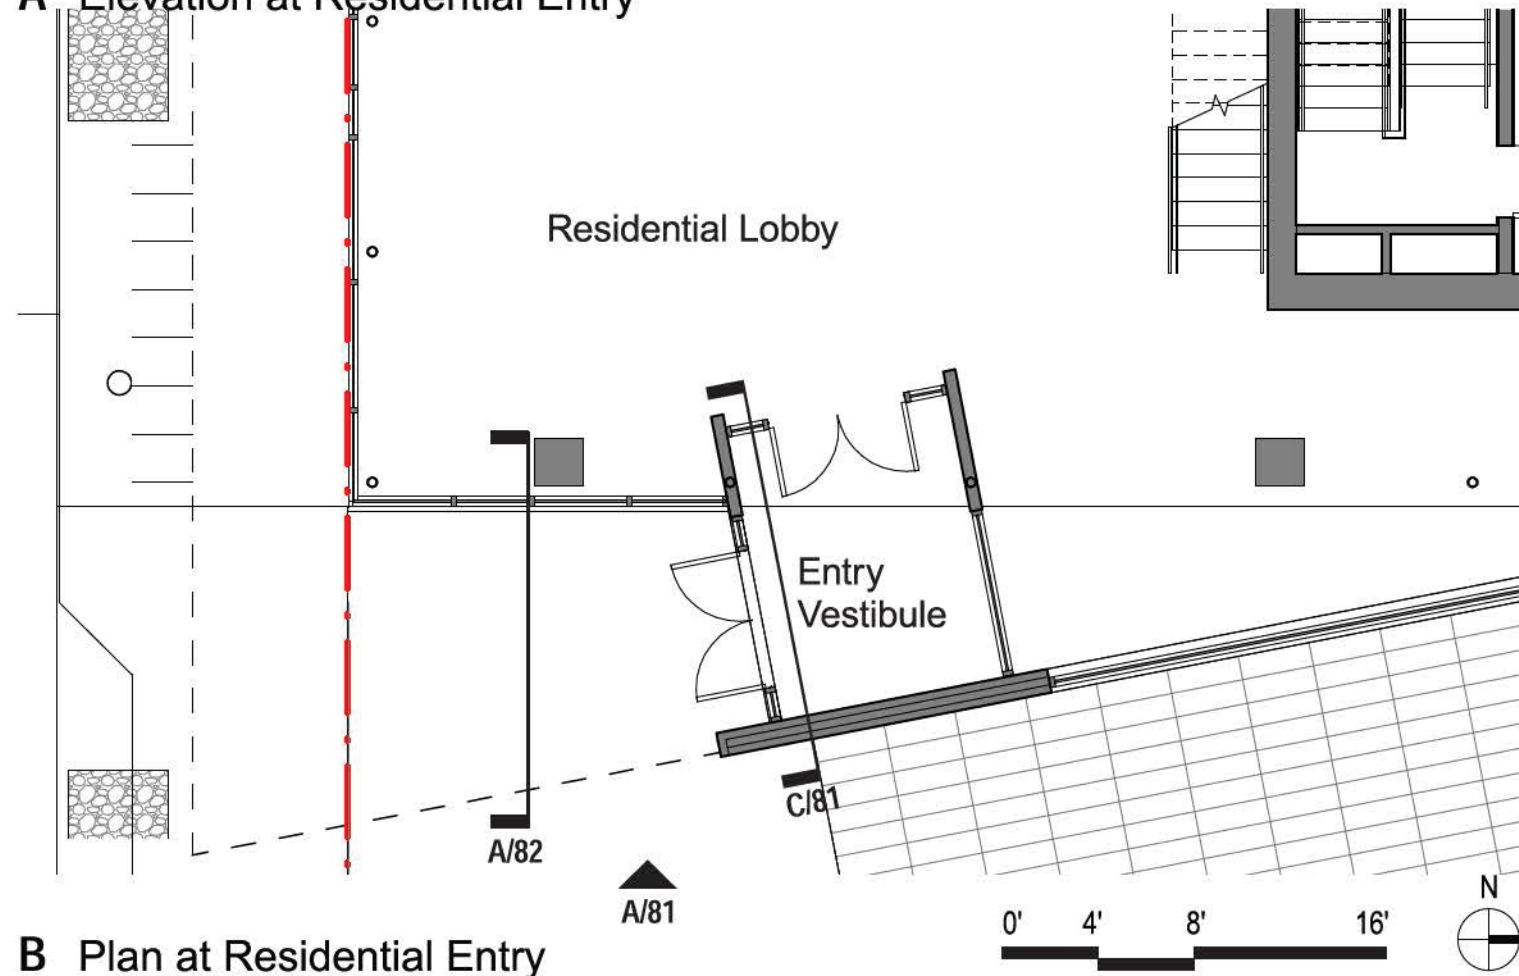 A Elevation at Residential Entry
Residential Lobby
Entry
Vestibule
C/81
A/82
A/81
N
0' 4' 8' 16'
B Plan at Residential Entry